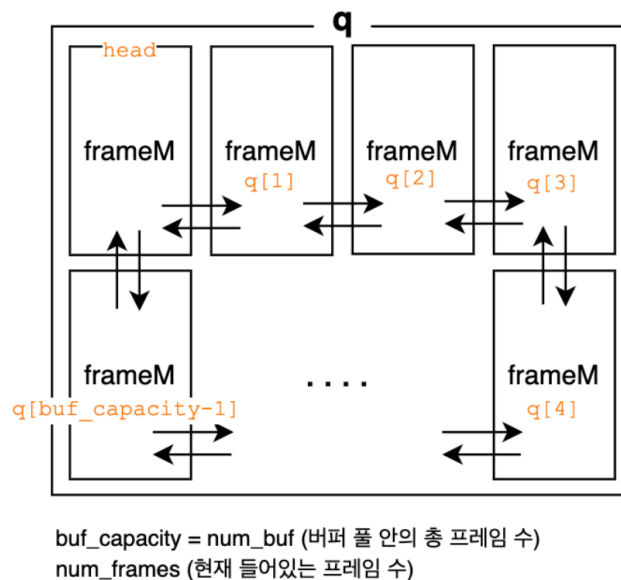 q
head
frameM
frameM
q[1]
frameM
q[2]
frameM
q[3]
frameM
q[buf_capacity-1]
....
frameM
q[4]
buf_capacity = num_buf (버퍼 풀 안의 총 프레임 수)
num_frames (현재 들어있는 프레임 수)